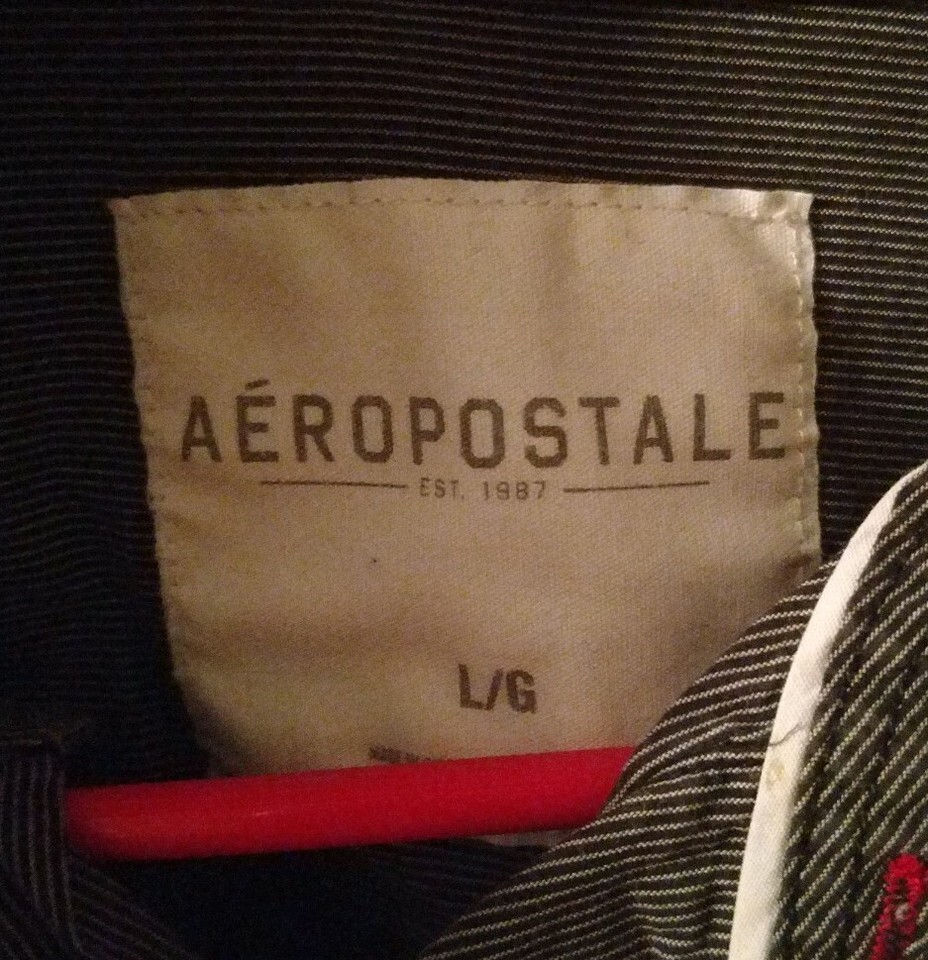 AÉROPOSTALE
EST. 1987
L/G